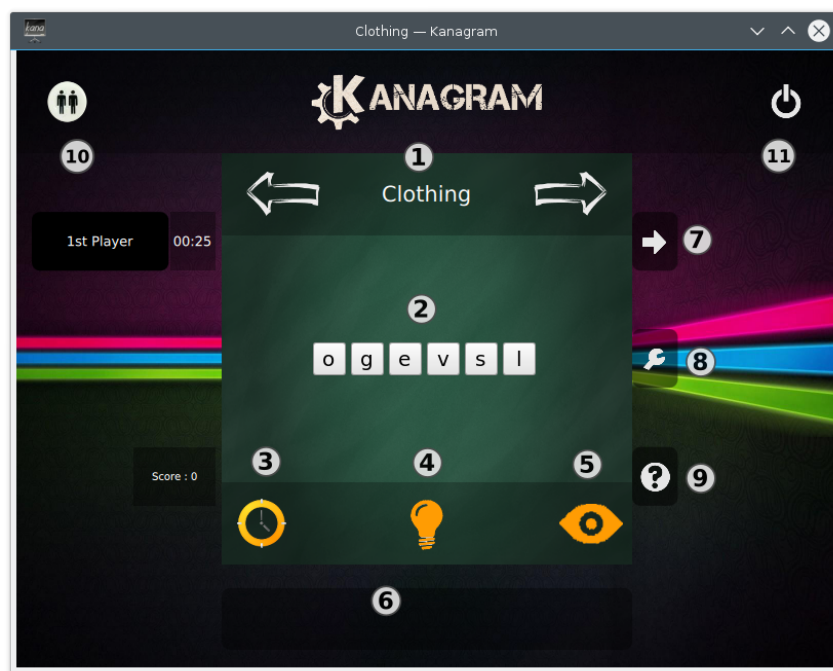 kana
Clothing — Kanagram
KANAGRAM
10
1
11
Clothing
1st Player 00:25
7
2
o g e v s l
8
3 4 5
Score : 0
?
9
6